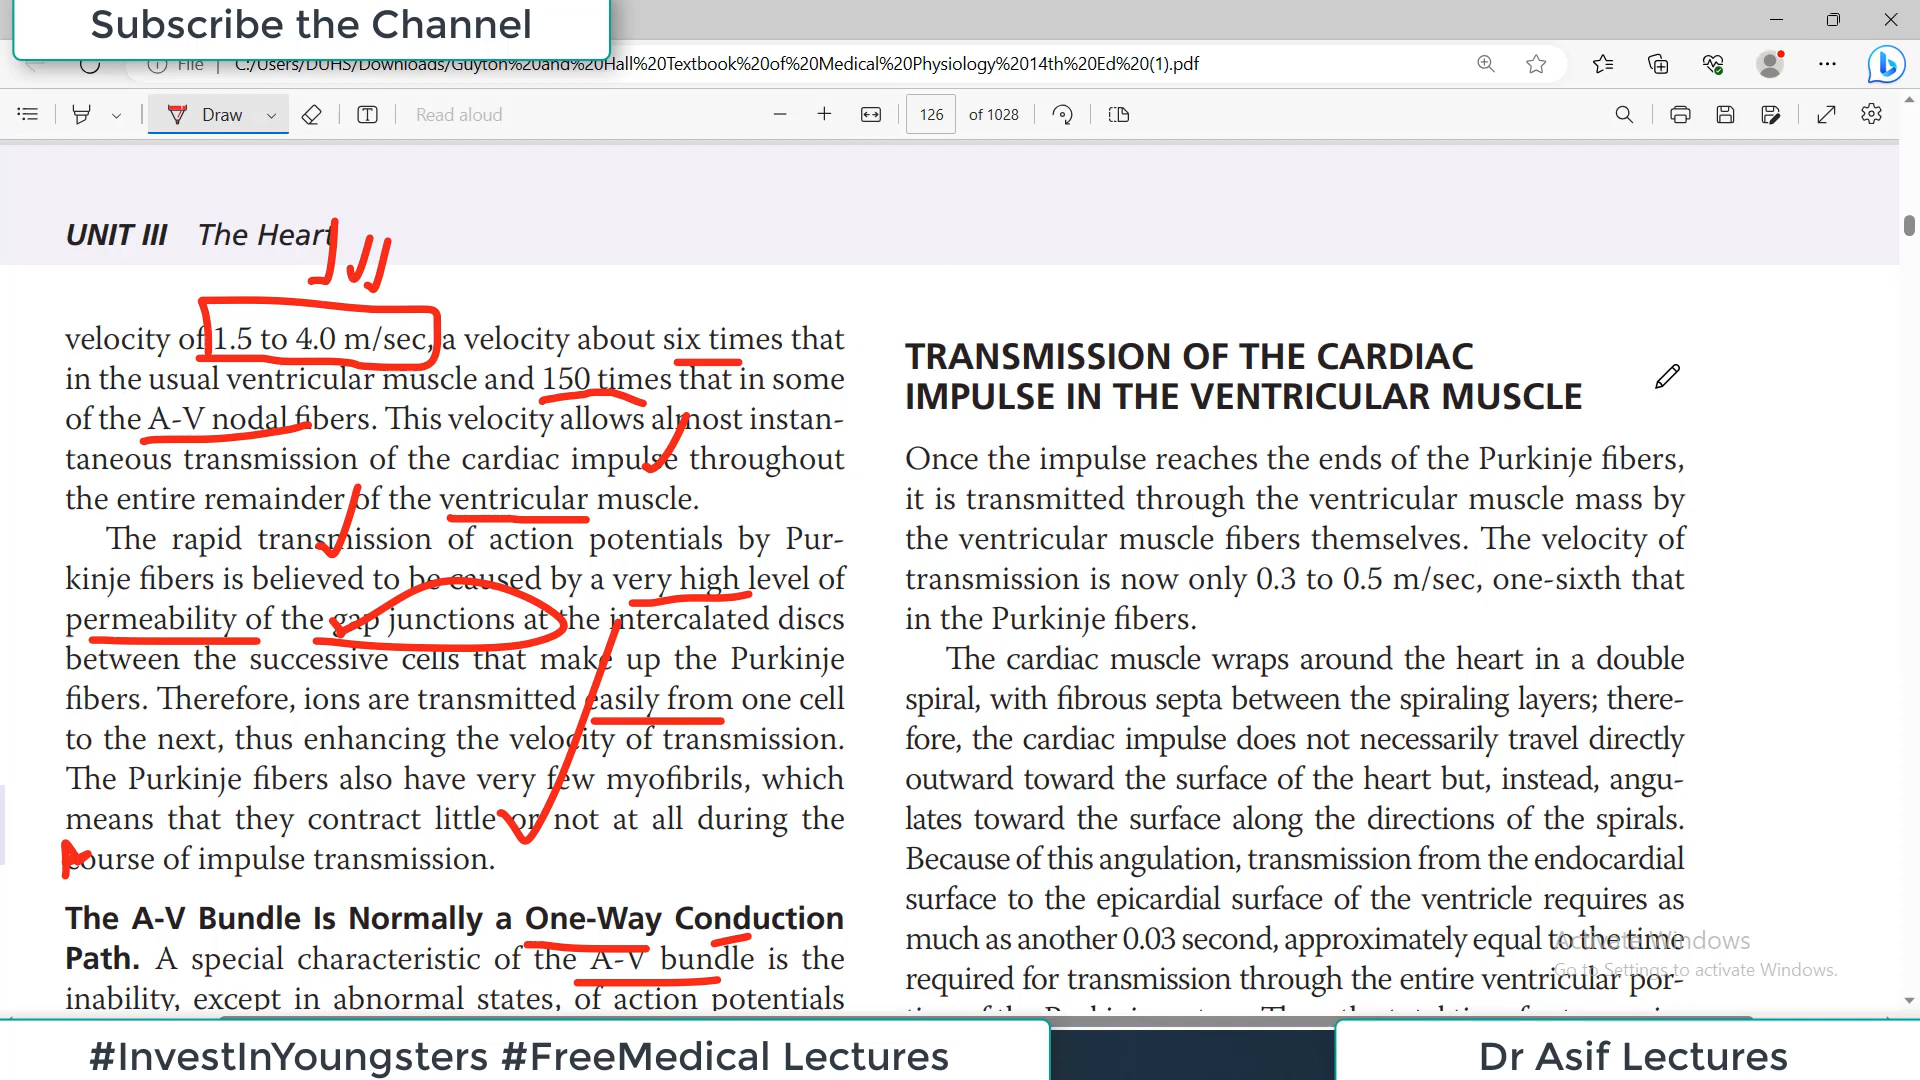 Subscribe the Channel
File
C:/Users/DUHS/Downloads/Guyton%20and%20Hall%20Textbook%20of%20Medical%20Physiology%2014th%20Ed%20(1).pdf
Draw
Read aloud
126 of 1028
UNIT III The Heart
velocity of 1.5 to 4.0 m/sec, a velocity about six times that
in the usual ventricular muscle and 150 times that in some
of the A-V nodal fibers. This velocity allows almost instan-
taneous transmission of the cardiac impulse throughout
the entire remainder of the ventricular muscle.
The rapid transmission of action potentials by Pur-
kinje fibers is believed to be caused by a very high level of
permeability of the gap junctions at the intercalated discs
between the successive cells that make up the Purkinje
fibers. Therefore, ions are transmitted easily from one cell
to the next, thus enhancing the velocity of transmission.
The Purkinje fibers also have very few myofibrils, which
means that they contract little or not at all during the
course of impulse transmission.
The A-V Bundle Is Normally a One-Way Conduction
Path. A special characteristic of the A-V bundle is the
inability, except in abnormal states, of action potentials
TRANSMISSION OF THE CARDIAC
IMPULSE IN THE VENTRICULAR MUSCLE
Once the impulse reaches the ends of the Purkinje fibers,
it is transmitted through the ventricular muscle mass by
the ventricular muscle fibers themselves. The velocity of
transmission is now only 0.3 to 0.5 m/sec, one-sixth that
in the Purkinje fibers.
The cardiac muscle wraps around the heart in a double
spiral, with fibrous septa between the spiraling layers; there-
fore, the cardiac impulse does not necessarily travel directly
outward toward the surface of the heart but, instead, angu-
lates toward the surface along the directions of the spirals.
Because of this angulation, transmission from the endocardial
surface to the epicardial surface of the ventricle requires as
much as another 0.03 second, approximately equal to the time
required for transmission through the entire ventricular por-
Activate Windows
Go to Settings to activate Windows.
#InvestInYoungsters #FreeMedical Lectures
Dr Asif Lectures